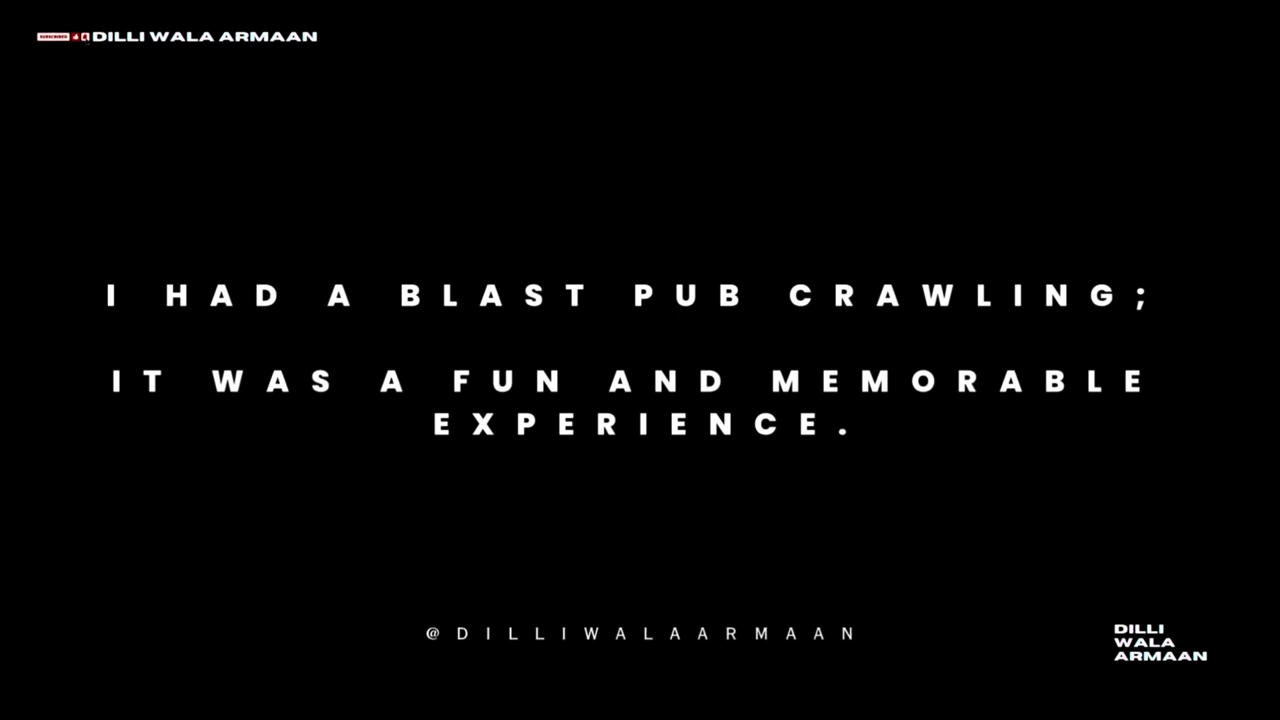 DILLI WALA ARMAAN
I HAD A BLAST PUB CRAWLING;
IT WAS A FUN AND MEMORABLE
EXPERIENCE.
@DILLIWALAARMAAN
DILLI
WALA
ARMAAN